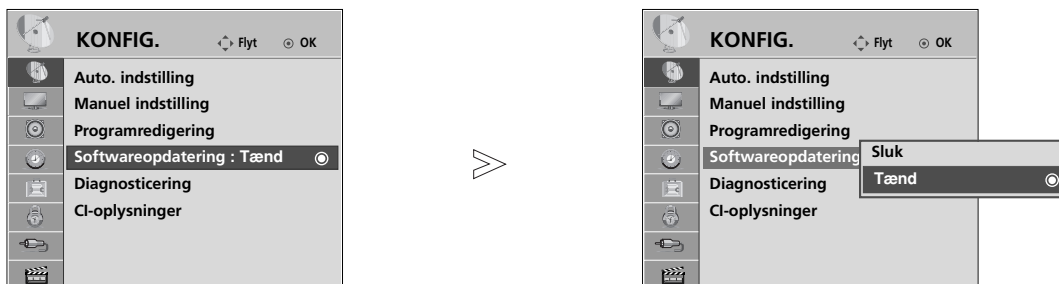 KONFIG. Flyt OK
Auto. indstilling
Manuel indstilling
Programredigering
Softwareopdatering : Tænd
Diagnosticering
CI-oplysninger
KONFIG. Flyt OK
Auto. indstilling
Manuel indstilling
Programredigering
Softwareopdatering
Diagnosticering
CI-oplysninger
Sluk
Tænd